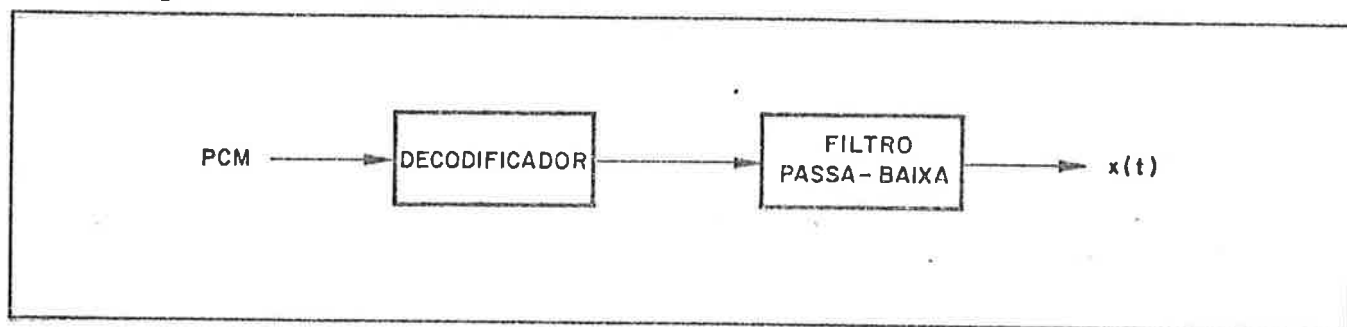 PCM
DECODIFICADOR
FILTRO
PASSA-BAIXA
x(t)